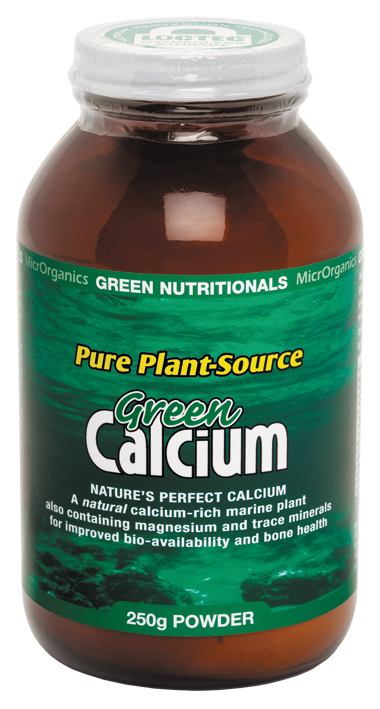 LOCTEC
MicrOrganics GREEN NUTRITIONALS MicrOrganics
Pure Plant-Source
Green
Calcium
NATURE'S PERFECT CALCIUM
A natural calcium-rich marine plant
also containing magnesium and trace minerals
for improved bio-availability and bone health
250g POWDER